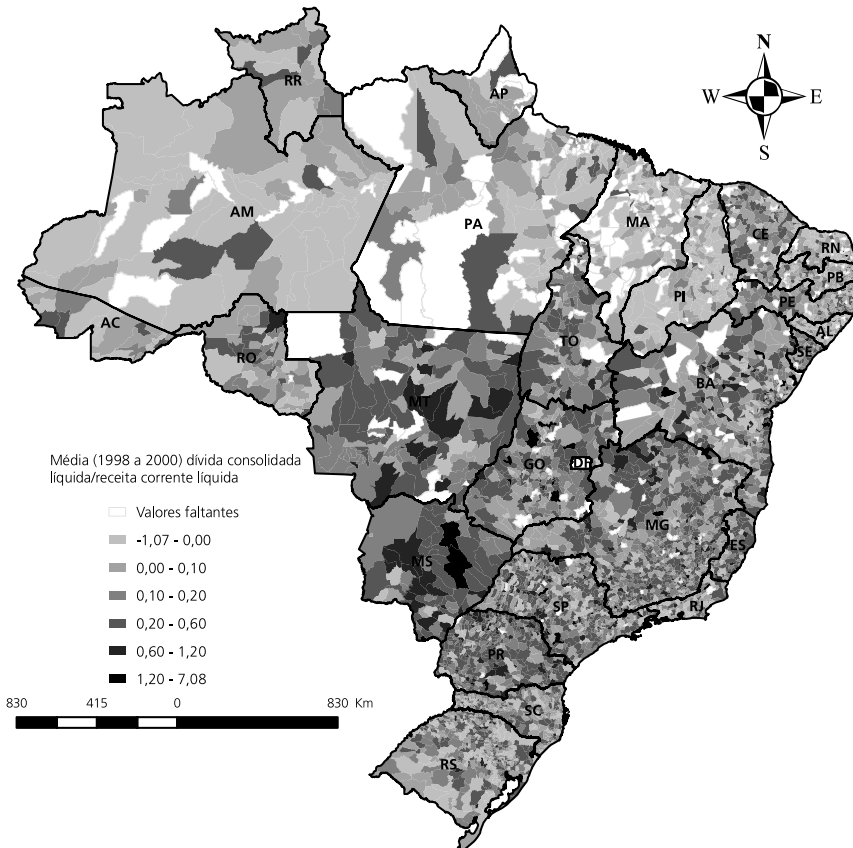 N
W E
S
RR
AP
AM
PA
MA
CE
RN
PB
PI
PE
AC
AL
SE
RO
TO
BA
MT
GO
DF
MG
ES
MS
SP
RJ
PR
SC
RS
Média (1998 a 2000) dívida consolidada
líquida/receita corrente líquida
Valores faltantes
-1,07 - 0,00
0,00 - 0,10
0,10 - 0,20
0,20 - 0,60
0,60 - 1,20
1,20 - 7,08
830 415 0 830 Km